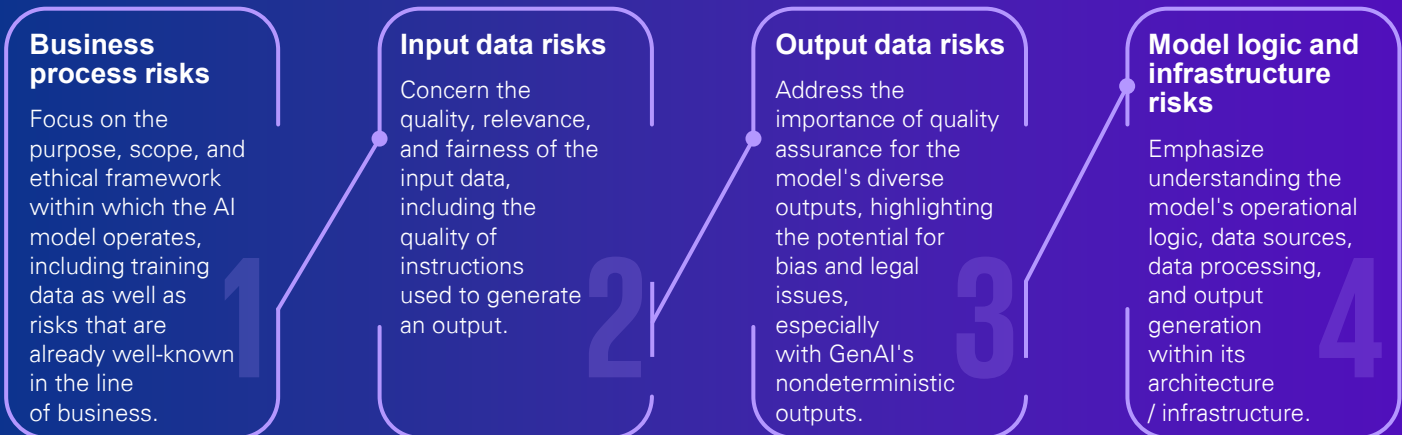 Business
process risks
Focus on the
purpose, scope, and
ethical framework
within which the AI
model operates,
including training
data as well as
risks that are
already well-known
in the line
of business.
1
Input data risks
Concern the
quality, relevance,
and fairness of the
input data,
including the
quality of
instructions
used to generate
an output.
2
Output data risks
Address the
importance of quality
assurance for the
model's diverse
outputs, highlighting
the potential for
bias and legal
issues,
especially
with GenAI's
nondeterministic
outputs.
3
Model logic and
infrastructure
risks
Emphasize
understanding the
model's operational
logic, data sources,
data processing,
and output
generation
within its
architecture
/ infrastructure.
4